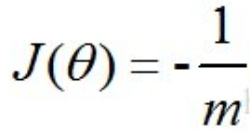 J(θ) = - 1/m